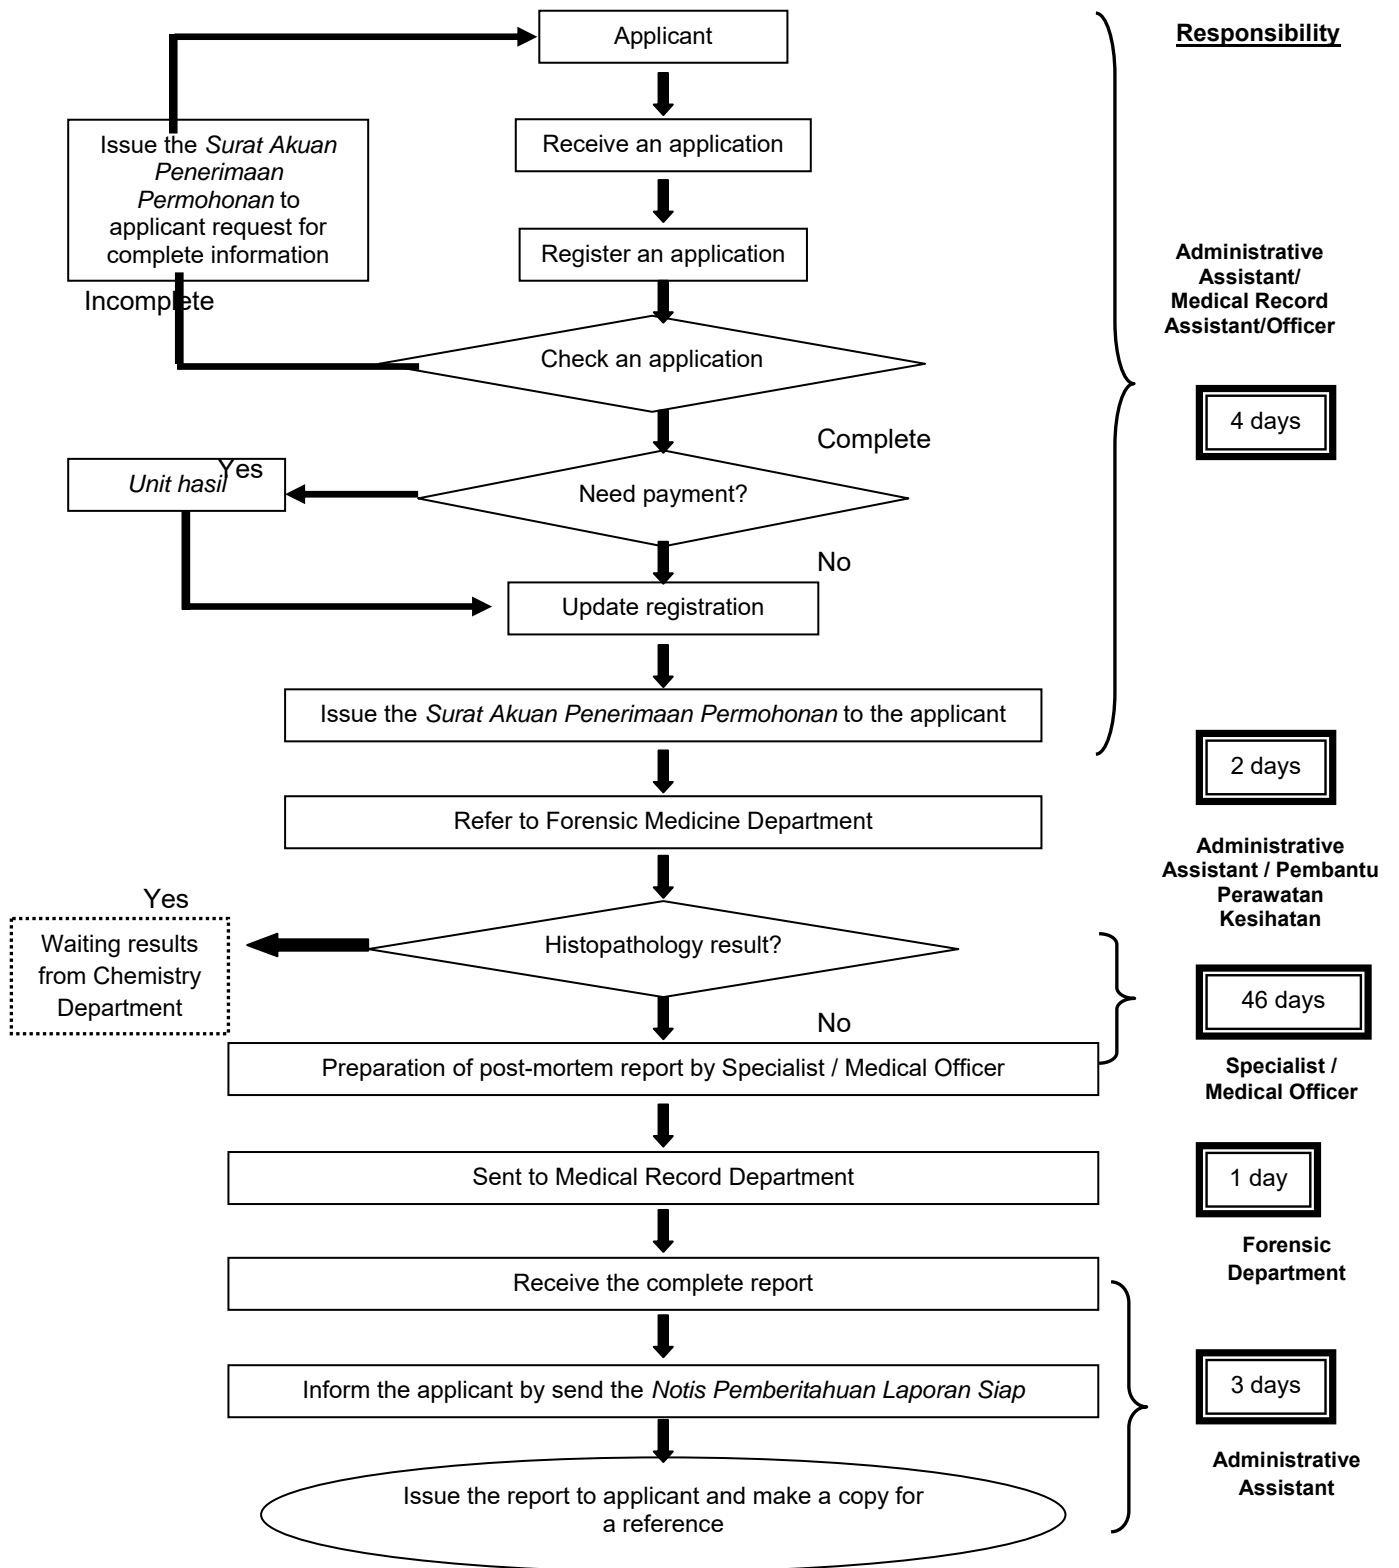 Applicant
Responsibility
Issue the Surat Akuan
Penerimaan
Permohonan to
applicant request for
complete information
Receive an application
Register an application
Administrative
Assistant/
Medical Record
Assistant/Officer
Incomplete
Check an application
4 days
Complete
Yes
Unit hasil
Need payment?
No
Update registration
Issue the Surat Akuan Penerimaan Permohonan to the applicant
2 days
Refer to Forensic Medicine Department
Administrative
Assistant / Pembantu
Perawatan
Kesihatan
Yes
Waiting results
from Chemistry
Department
Histopathology result?
46 days
No
Preparation of post-mortem report by Specialist / Medical Officer
Specialist /
Medical Officer
Sent to Medical Record Department
1 day
Forensic
Department
Receive the complete report
Inform the applicant by send the Notis Pemberitahuan Laporan Siap
3 days
Administrative
Assistant
Issue the report to applicant and make a copy for
a reference